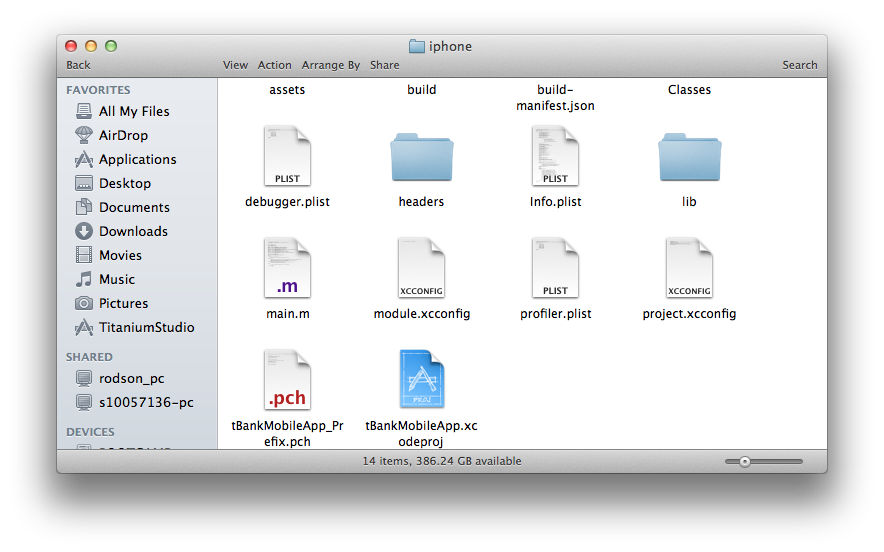 iphone
Back View Action Arrange By Share Search
FAVORITES
All My Files
AirDrop
Applications
Desktop
Documents
Downloads
Movies
Music
Pictures
TitaniumStudio
SHARED
rodson_pc
s10057136-pc
DEVICES
assets build build-
manifest.json Classes
PLIST PLIST
debugger.plist headers Info.plist lib
.m XCCONFIG PLIST XCCONFIG
main.m module.xcconfig profiler.plist project.xcconfig
.pch PROJ
tBankMobileApp_Pr
efix.pch
tBankMobileApp.xc
odeproj
14 items, 386.24 GB available